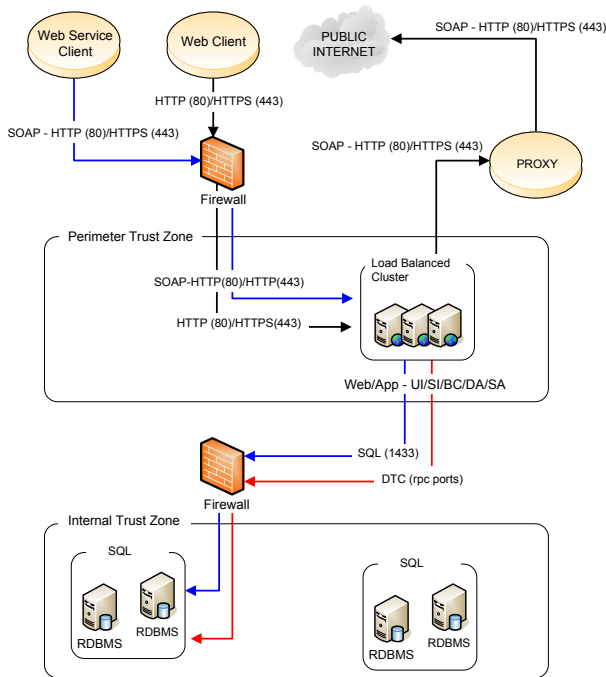 Web Service
Client
Web Client
PUBLIC
INTERNET
SOAP - HTTP (80)/HTTPS (443)
HTTP (80)/HTTPS (443)
SOAP - HTTP (80)/HTTPS (443)
SOAP - HTTP (80)/HTTPS (443)
PROXY
Firewall
Perimeter Trust Zone
Load Balanced
Cluster
SOAP-HTTP(80)/HTTP(443)
HTTP (80)/HTTPS(443)
Web/App - UI/SI/BC/DA/SA
SQL (1433)
DTC (rpc ports)
Firewall
Internal Trust Zone
SQL
RDBMS
RDBMS
SQL
RDBMS
RDBMS